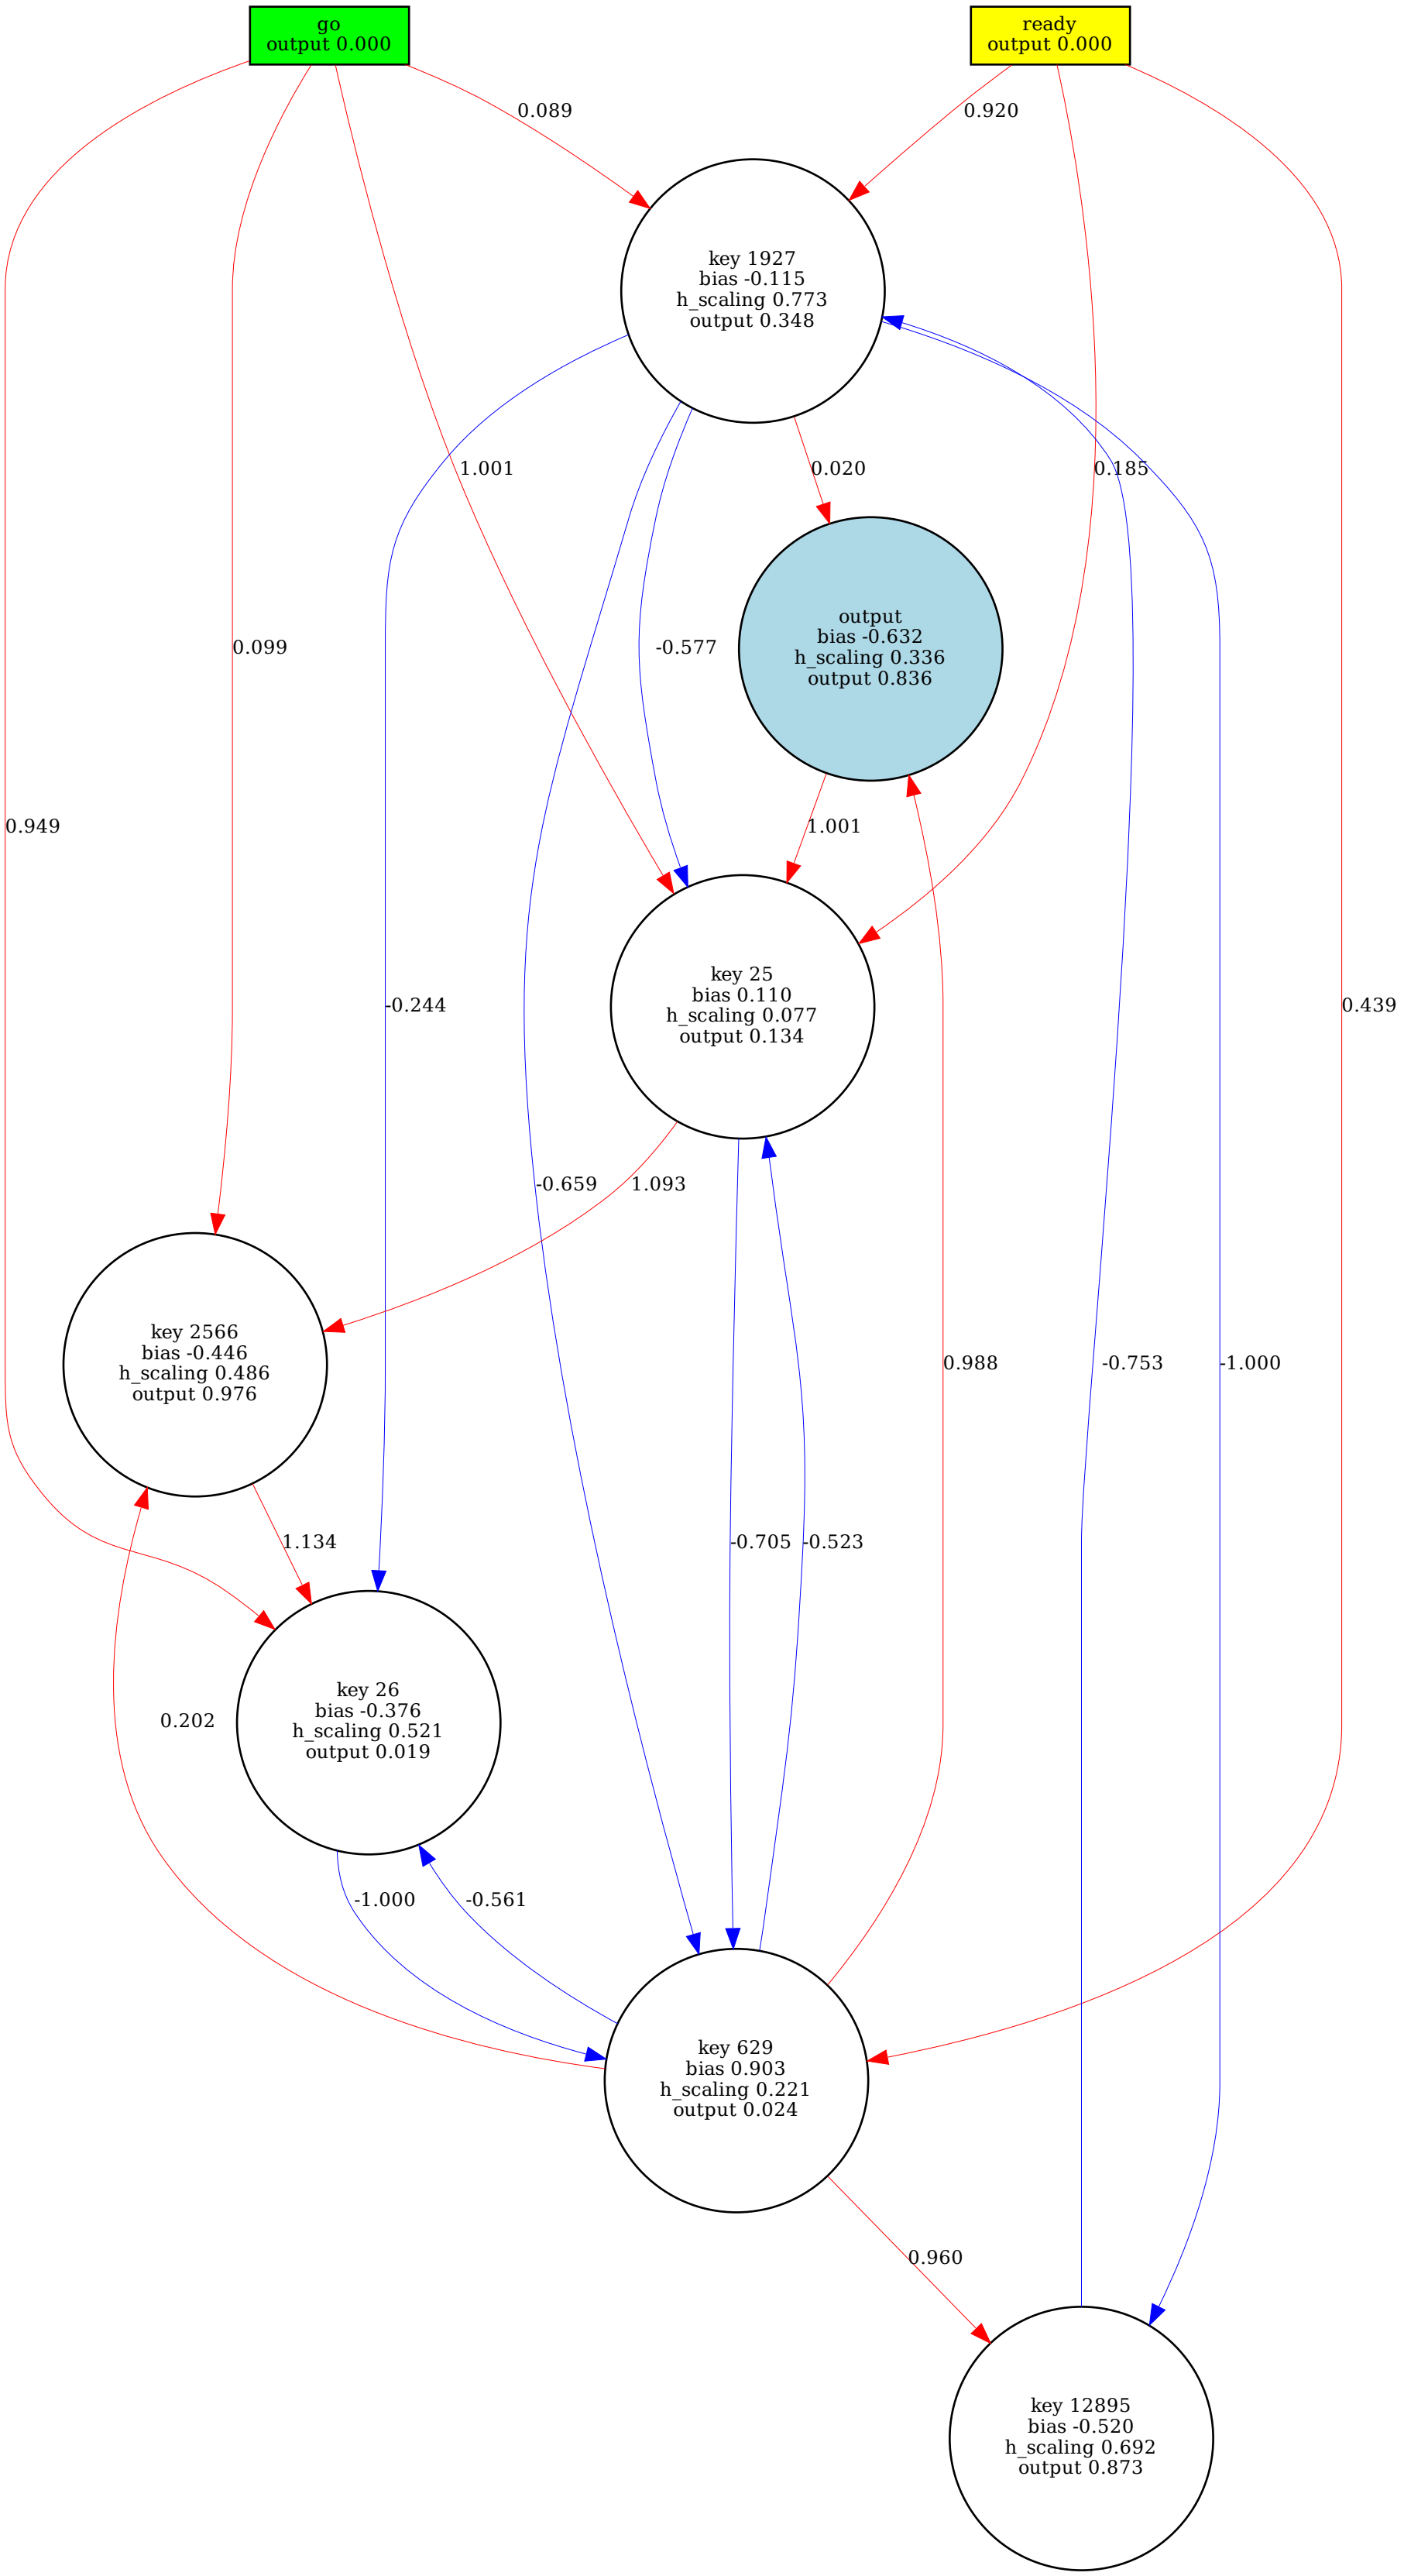 go
output 0.000
ready
output 0.000
0.089
0.920
key 1927
bias -0.115
h_scaling 0.773
output 0.348
1.001
0.020
0.185
0.099
-0.577
output
bias -0.632
h_scaling 0.336
output 0.836
0.949
1.001
-0.244
key 25
bias 0.110
h_scaling 0.077
output 0.134
0.439
-0.659
1.093
key 2566
bias -0.446
h_scaling 0.486
output 0.976
0.988
-0.753
-1.000
1.134
-0.705
-0.523
0.202
key 26
bias -0.376
h_scaling 0.521
output 0.019
-1.000
-0.561
key 629
bias 0.903
h_scaling 0.221
output 0.024
0.960
key 12895
bias -0.520
h_scaling 0.692
output 0.873